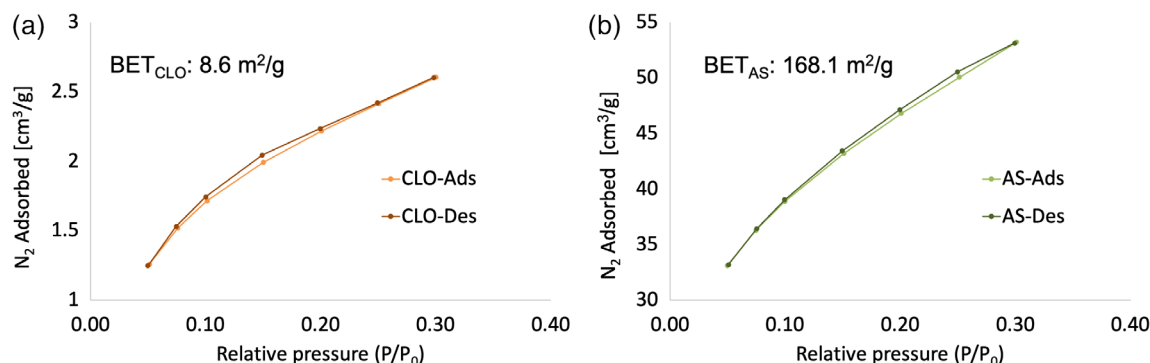 (a)
BET_CLO: 8.6 m²/g
N₂ Adsorbed [cm³/g]
3
2.5
2
1.5
1
CLO-Ads
CLO-Des
0.00 0.10 0.20 0.30 0.40
Relative pressure (P/P₀)
(b)
BET_AS: 168.1 m²/g
N₂ Adsorbed [cm³/g]
55
50
45
40
35
30
AS-Ads
AS-Des
0.00 0.10 0.20 0.30 0.40
Relative pressure (P/P₀)